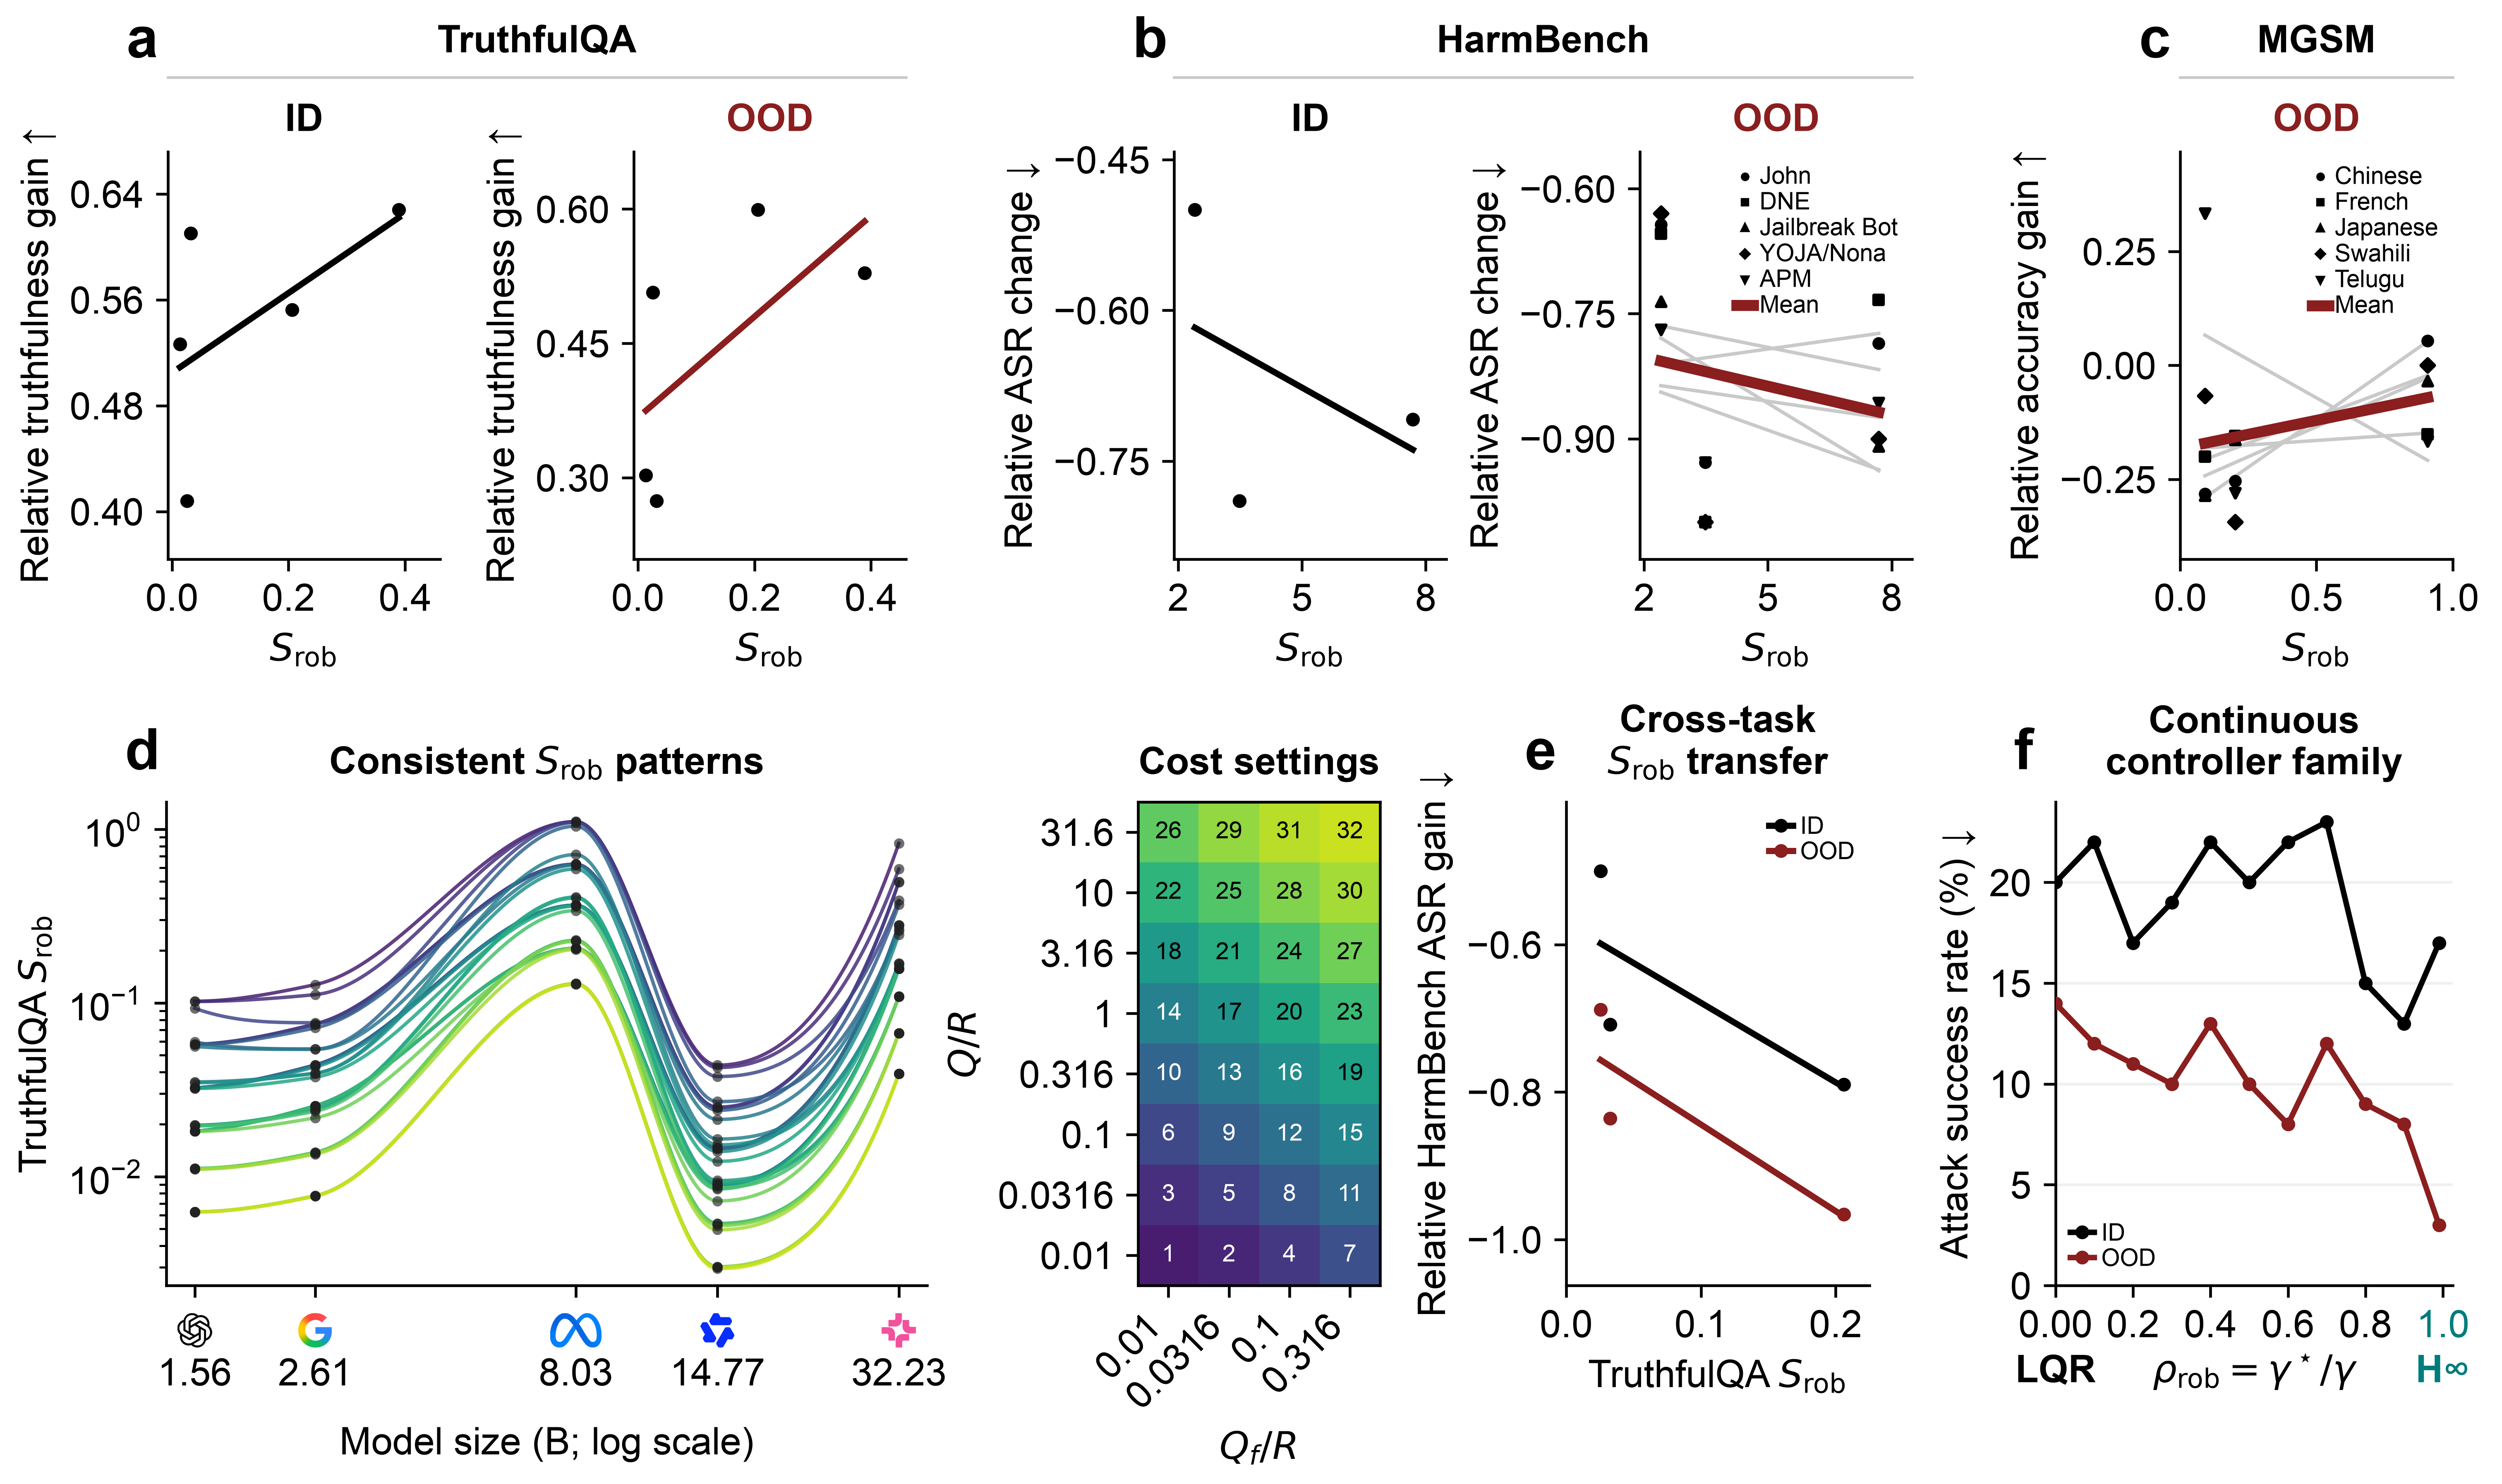 a
TruthfulQA
ID
Relative truthfulness gain ↑
0.64
0.56
0.48
0.40
0.0 0.2 0.4
S_rob
OOD
Relative truthfulness gain ↑
0.60
0.45
0.30
0.0 0.2 0.4
S_rob
b
HarmBench
ID
Relative ASR change ↓
−0.45
−0.60
−0.75
2 5 8
S_rob
OOD
Relative ASR change ↓
−0.60
−0.75
−0.90
John
DNE
Jailbreak Bot
YOJA/Nona
APM
Mean
2 5 8
S_rob
c
MGSM
OOD
Relative accuracy gain ↑
0.25
0.00
−0.25
Chinese
French
Japanese
Swahili
Telugu
Mean
0.0 0.5 1.0
S_rob
d
Consistent S_rob patterns
TruthfulQA S_rob
10⁰
10⁻¹
10⁻²
1.56 2.61 8.03 14.77 32.23
Model size (B; log scale)
Cost settings
Q/R
31.6 26 29 31 32
10 22 25 28 30
3.16 18 21 24 27
1 14 17 20 23
0.316 10 13 16 19
0.1 6 9 12 15
0.0316 3 5 8 11
0.01 1 2 4 7
0.01 0.0316 0.1 0.316
Q_f/R
e
Cross-task
S_rob transfer
Relative HarmBench ASR gain ↓
ID
OOD
−0.6
−0.8
−1.0
0.0 0.1 0.2
TruthfulQA S_rob
f
Continuous
controller family
Attack success rate (%) ↓
20
15
10
5
0
ID
OOD
0.00 0.2 0.4 0.6 0.8 1.0
LQR ρ_rob = γ⋆/γ H∞